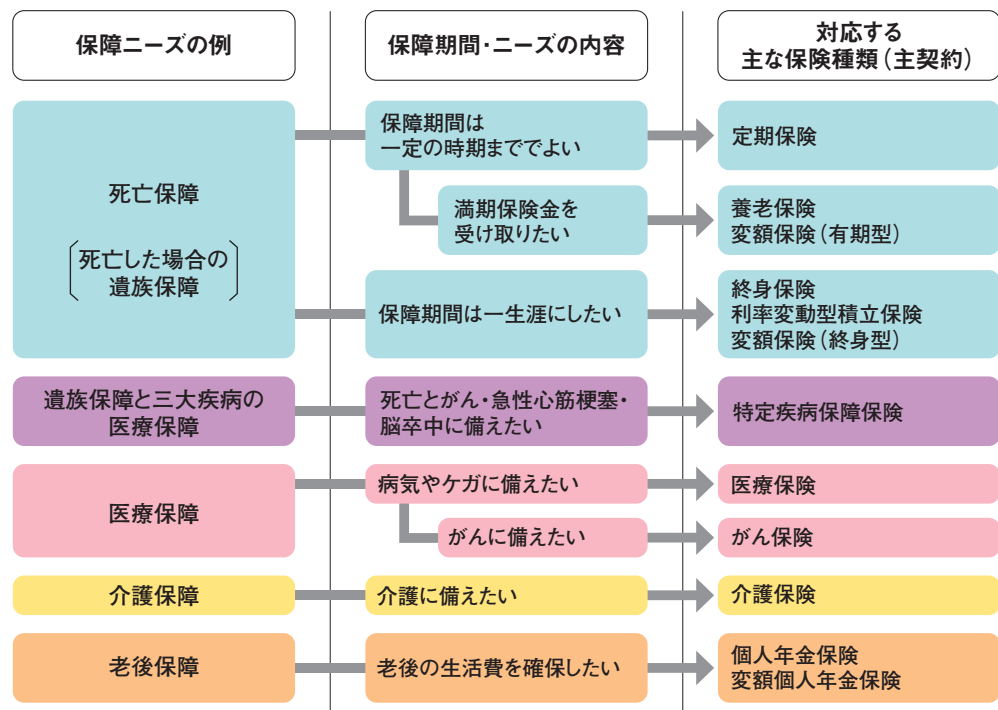 保障ニーズの例
保障期間・ニーズの内容
対応する
主な保険種類（主契約）
死亡保障
死亡した場合の
遺族保障
保障期間は
一定の時期まででよい
定期保険
満期保険金を
受け取りたい
養老保険
変額保険（有期型）
保障期間は一生涯にしたい
終身保険
利率変動型積立保険
変額保険（終身型）
遺族保障と三大疾病の
医療保障
死亡とがん・急性心筋梗塞・
脳卒中に備えたい
特定疾病保障保険
医療保障
病気やケガに備えたい
医療保険
がんに備えたい
がん保険
介護保障
介護に備えたい
介護保険
老後保障
老後の生活費を確保したい
個人年金保険
変額個人年金保険